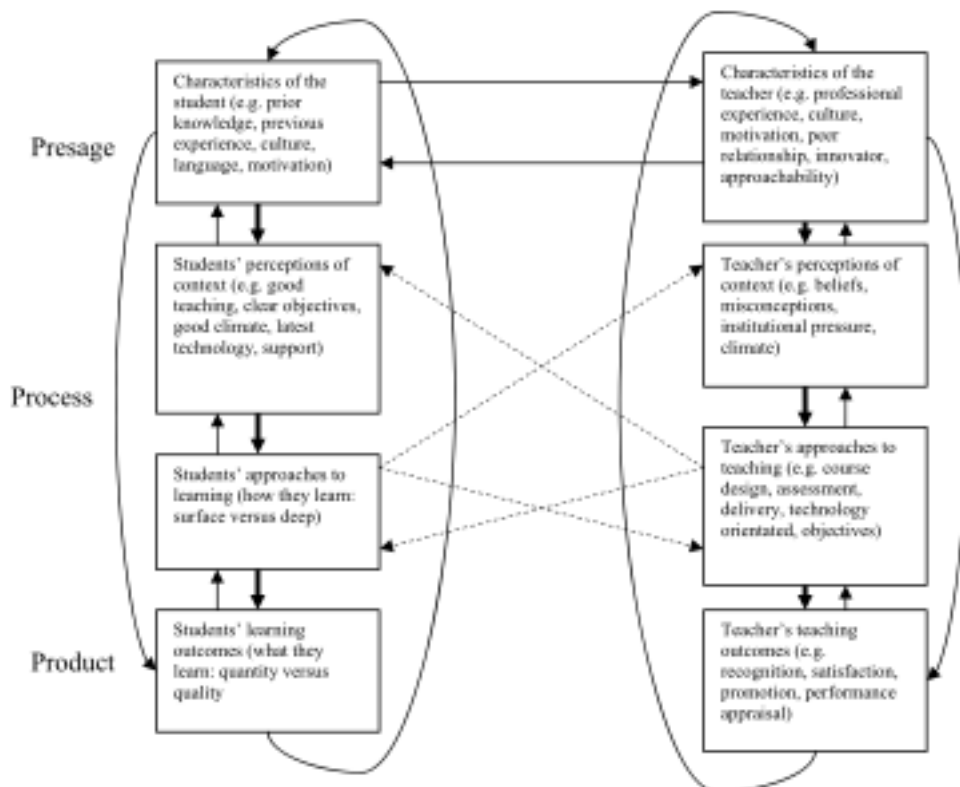 Presage
Characteristics of the
student (e.g. prior
knowledge, previous
experience, culture,
language, motivation)
Characteristics of the
teacher (e.g. professional
experience, culture,
motivation, peer
relationship, innovator,
approachability)
Process
Students' perceptions of
context (e.g. good
teaching, clear objectives,
good climate, latest
technology, support)
Teacher's perceptions of
context (e.g. beliefs,
misconceptions,
institutional pressure,
climate)
Students' approaches to
learning (how they learn:
surface versus deep)
Teacher's approaches to
teaching (e.g. course
design, assessment,
delivery, technology
orientated, objectives)
Product
Students' learning
outcomes (what they
learn: quantity versus
quality
Teacher's teaching
outcomes (e.g.
recognition, satisfaction,
promotion, performance
appraisal)